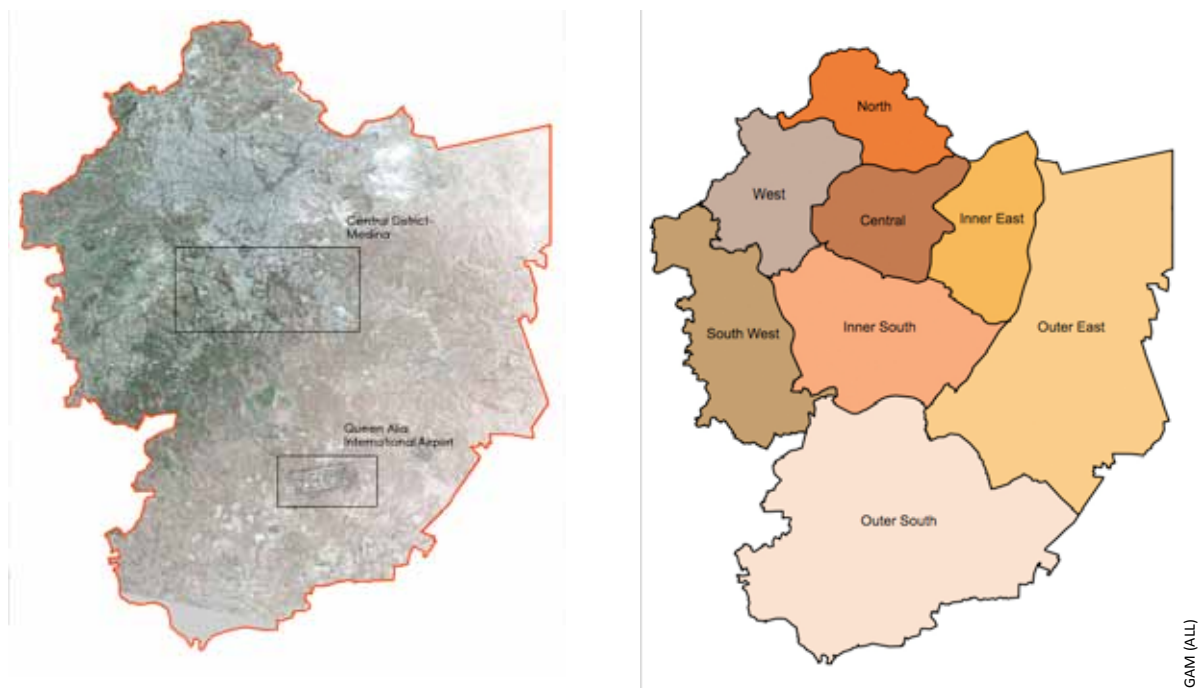 Central District-
Medina
Queen Alia
International Airport
North
West
Central
Inner East
South West
Inner South
Outer East
Outer South
GAM (ALL)